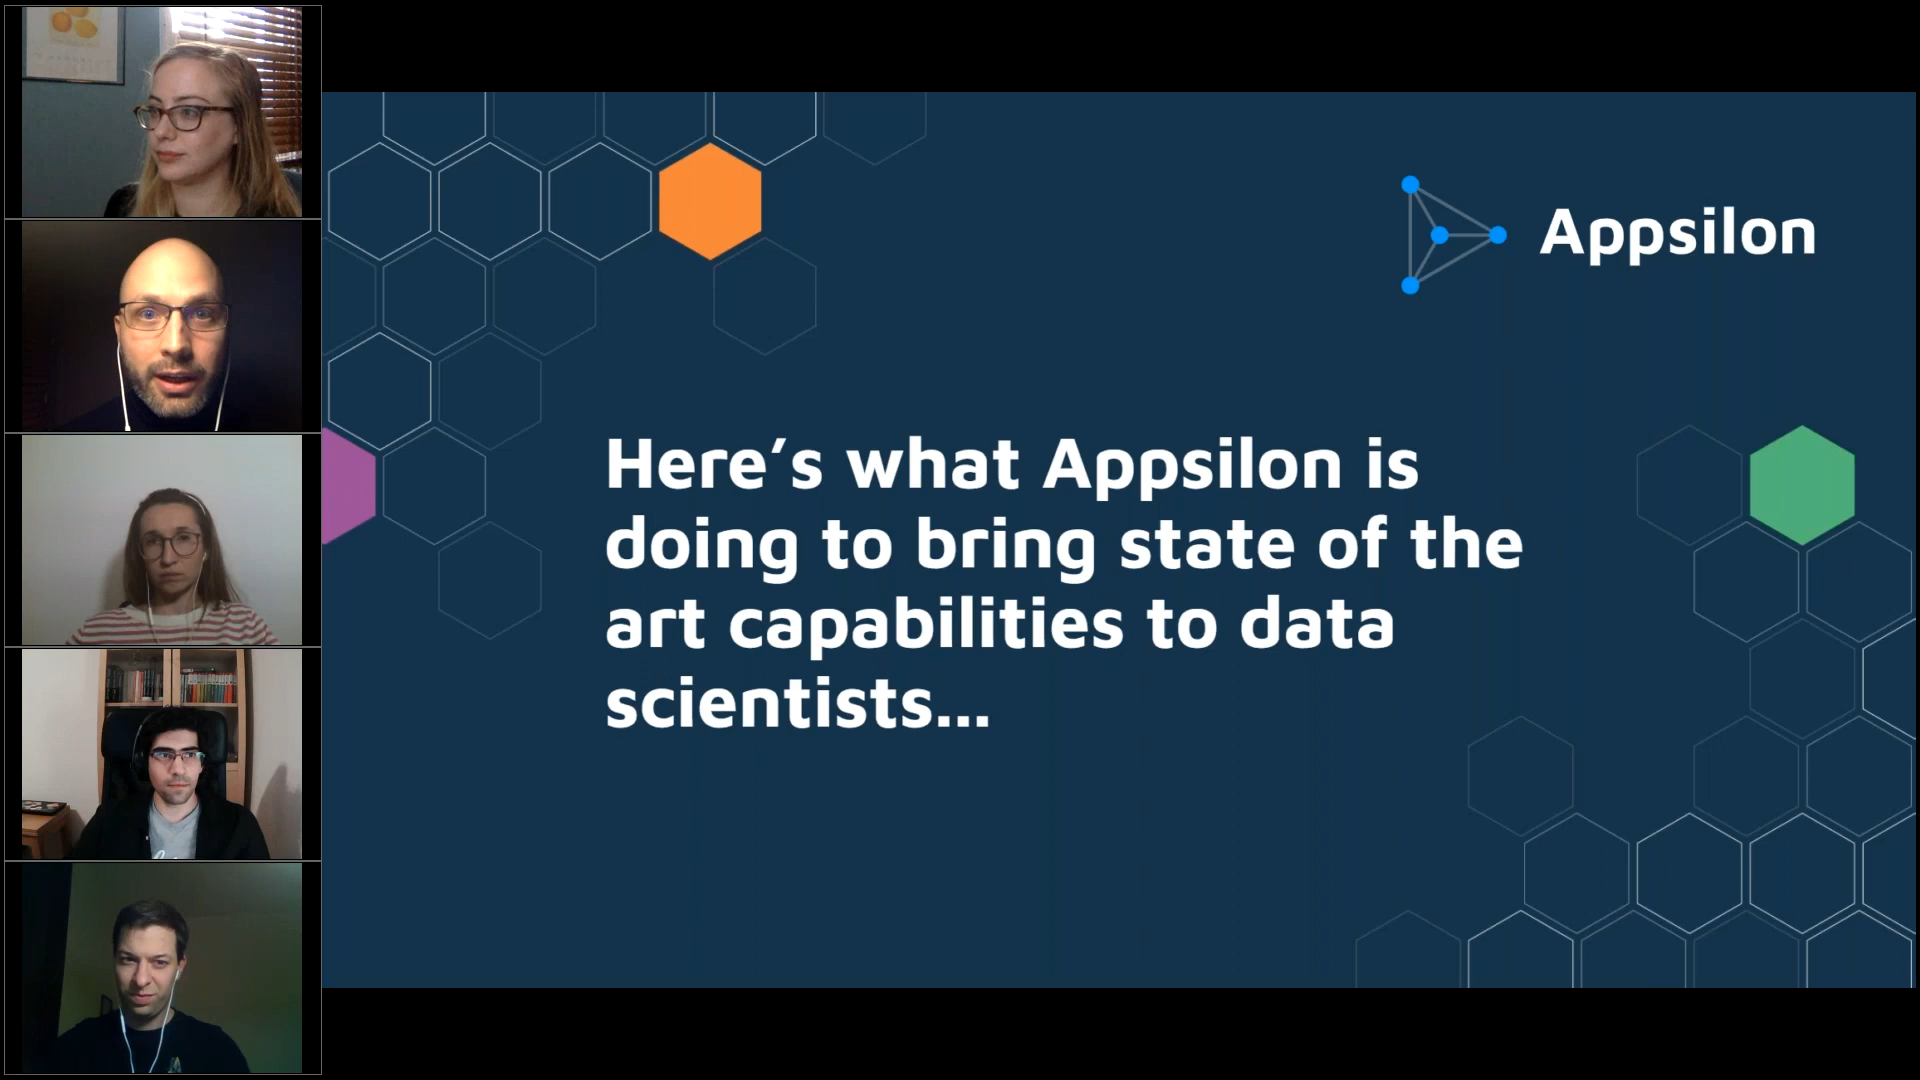 Appsilon
Here’s what Appsilon is
doing to bring state of the
art capabilities to data
scientists...